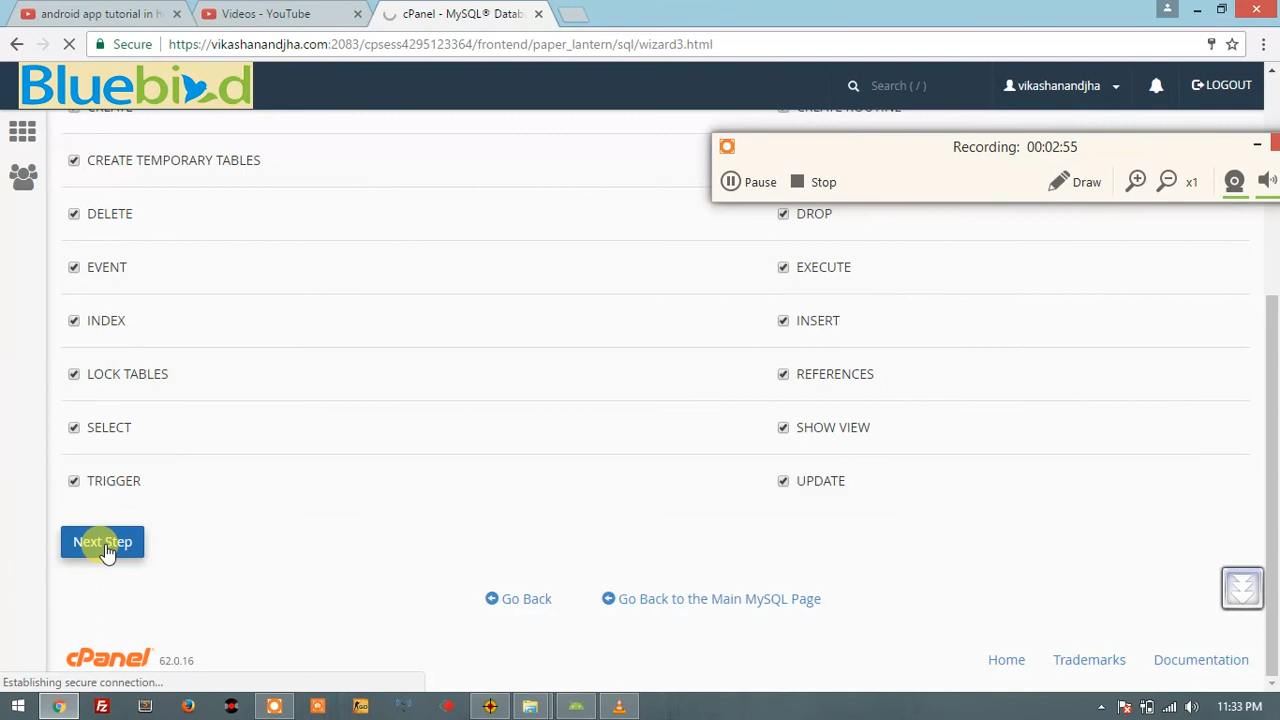 android app tutorial in h
Videos - YouTube
cPanel - MySQL® Datab
Secure
https://vikashanandjha.com:2083/cpsess4295123364/frontend/paper_lantern/sql/wizard3.html
Bluebird
Search ( / )
vikashanandjha
LOGOUT
CREATE
CREATE ROUTINE
Recording: 00:02:55
CREATE TEMPORARY TABLES
Pause
Stop
Draw
x1
DELETE
DROP
EVENT
EXECUTE
INDEX
INSERT
LOCK TABLES
REFERENCES
SELECT
SHOW VIEW
TRIGGER
UPDATE
Next Step
Go Back
Go Back to the Main MySQL Page
cPanel 62.0.16
Home
Trademarks
Documentation
Establishing secure connection...
11:33 PM